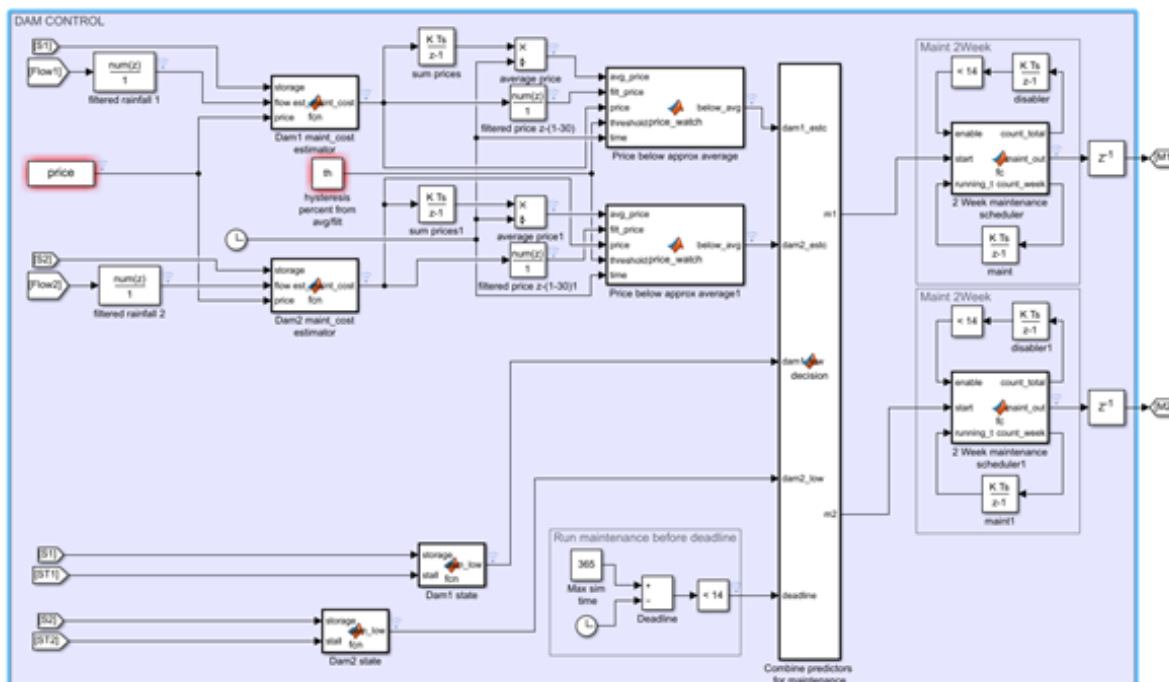 DAM CONTROL
[S1]
[Flow1]
num(z)
1
filtered rainfall 1
storage
flow est_maint_cost
price
fcn
Dam1 maint_cost
estimator
K Ts
z-1
sum prices
×
÷
average price
num(z)
1
filtered price z-(1-30)
avg_price
filt_price
price
threshold
time
price_watch
below_avg
Price below approx average
price
th
hysteresis
percent from
avg/filt
K Ts
z-1
sum prices1
×
÷
average price1
num(z)
1
filtered price z-(1-30)1
avg_price
filt_price
price
threshold
time
price_watch
below_avg
Price below approx average1
[S2]
[Flow2]
num(z)
1
filtered rainfall 2
storage
flow est_maint_cost
price
fcn
Dam2 maint_cost
estimator
dam1_estc
dam2_estc
decision
dam2_low
deadline
m1
m2
Combine predictors
for maintenance
[S1]
[ST1]
storage
stall
fcn
Dam1 state
[S2]
[ST2]
storage
stall
fcn
Dam2 state
Run maintenance before deadline
365
Max sim
time
+
−
Deadline
< 14
Maint 2Week
< 14
K Ts
z-1
disabler
enable
count_total
start
maint_out
running_t
count_week
fc
2 Week maintenance
scheduler
K Ts
z-1
maint
Z-1
Maint 2Week
< 14
K Ts
z-1
disabler1
enable
count_total
start
maint_out
running_t
count_week
fc
2 Week maintenance
scheduler1
K Ts
z-1
maint1
Z-1